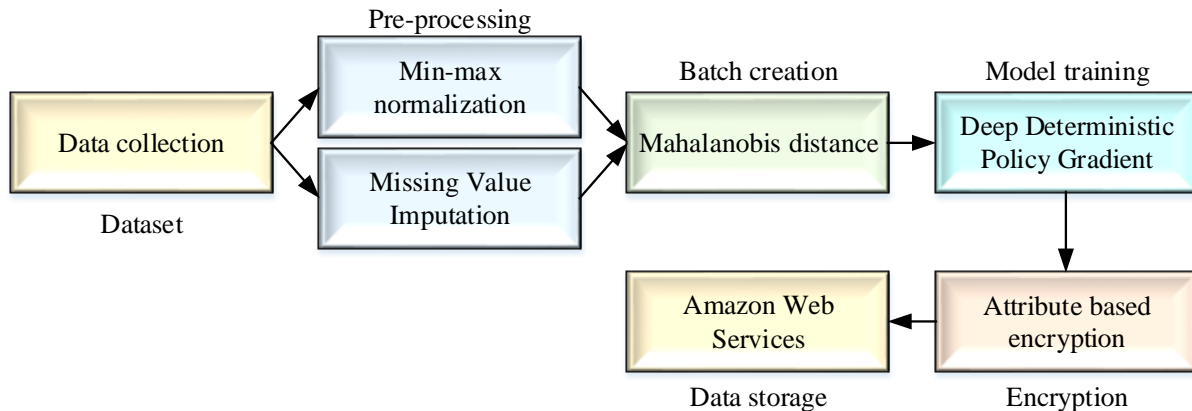 Pre-processing
Min-max
normalization
Batch creation
Model training
Data collection
Mahalanobis distance
Deep Deterministic
Policy Gradient
Missing Value
Imputation
Dataset
Amazon Web
Services
Attribute based
encryption
Data storage
Encryption